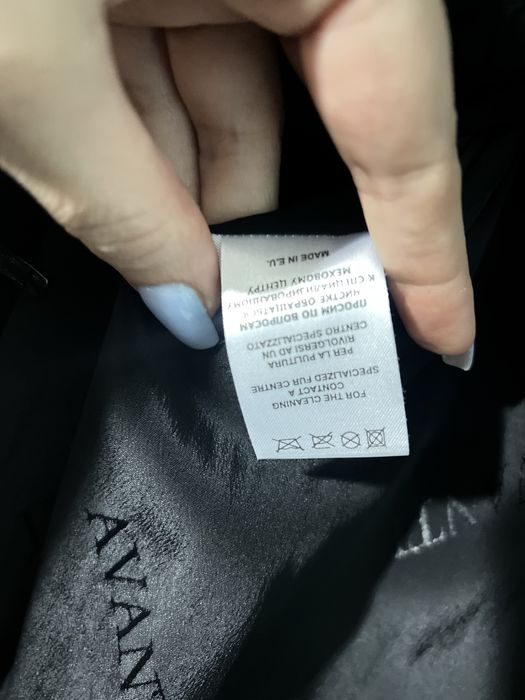 FOR THE CLEANING
CONTACT A
SPECIALIZED FUR CENTRE
PER LA PULITURA
RIVOLGERSI AD UN
CENTRO SPECIALIZZATO
ПРОСИМ ПО ВОПРОСАМ
ЧИСТКЕ ОБРАЩАТЬСЯ
К СПЕЦИАЛИЗИРОВАННОМУ
МЕХОВОМУ ЦЕНТРУ
MADE IN E.U.
AVANT